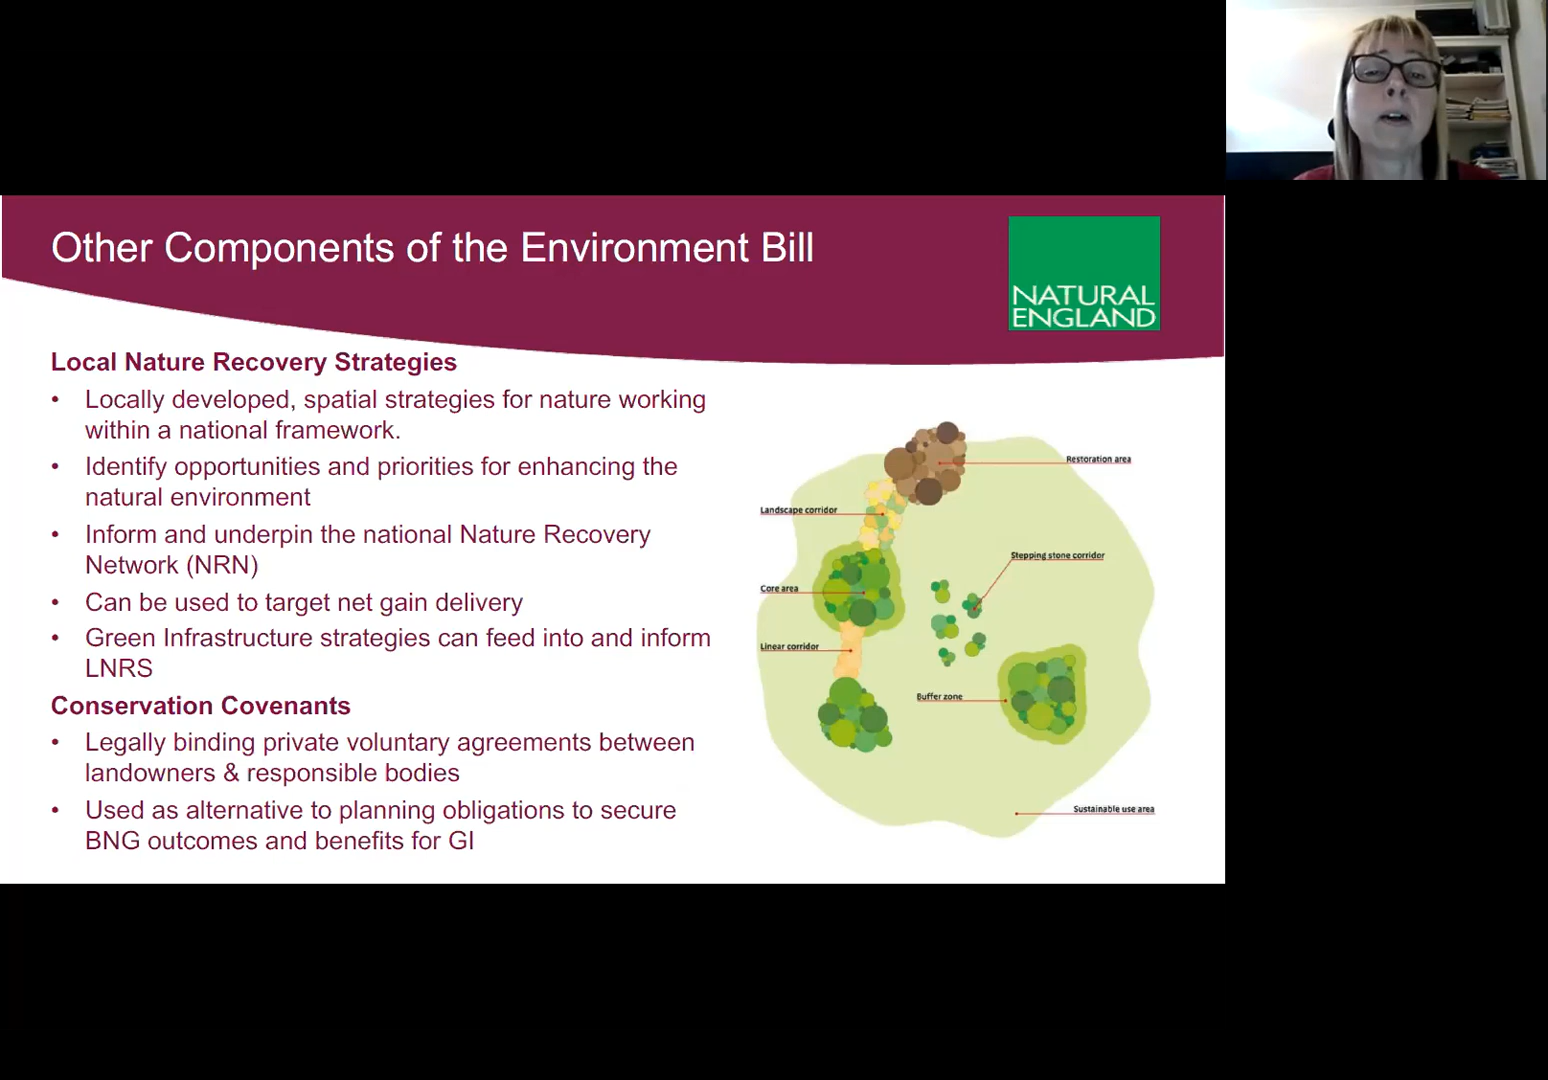 Other Components of the Environment Bill
NATURAL
ENGLAND
Local Nature Recovery Strategies
• Locally developed, spatial strategies for nature working
within a national framework.
• Identify opportunities and priorities for enhancing the
natural environment
• Inform and underpin the national Nature Recovery
Network (NRN)
• Can be used to target net gain delivery
• Green Infrastructure strategies can feed into and inform
LNRS
Conservation Covenants
• Legally binding private voluntary agreements between
landowners & responsible bodies
• Used as alternative to planning obligations to secure
BNG outcomes and benefits for GI
Restoration area
Landscape corridor
Stepping stone corridor
Core area
Linear corridor
Buffer zone
Sustainable use area